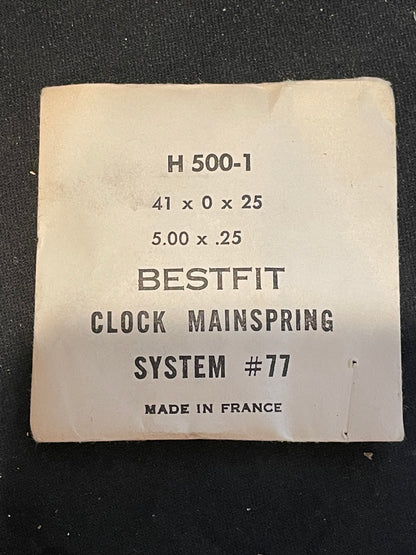 H 500-1
41 x 0 x 25
5.00 x .25
BESTFIT
CLOCK MAINSPRING
SYSTEM #77
MADE IN FRANCE